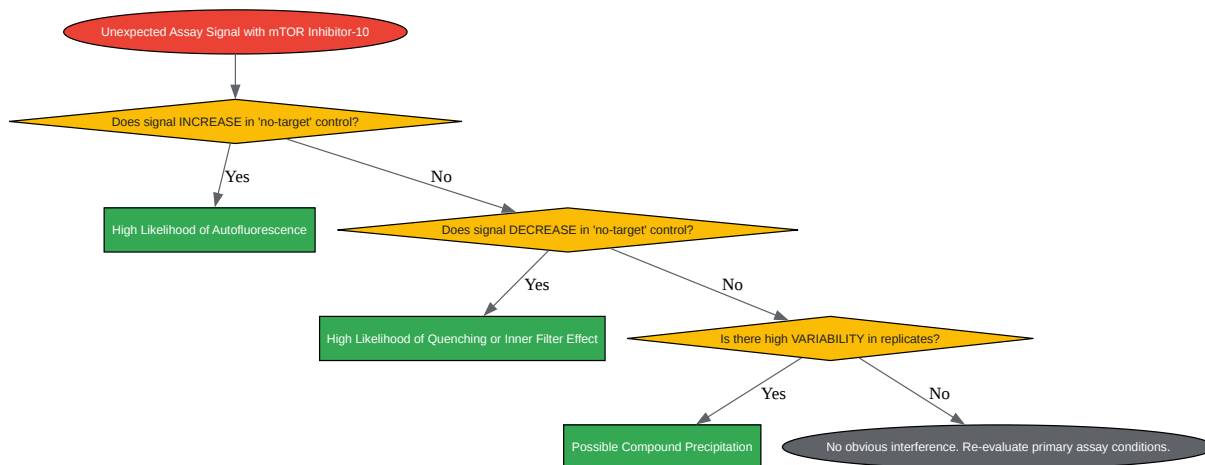 Unexpected Assay Signal with mTOR Inhibitor-10
Does signal INCREASE in 'no-target' control?
Yes
No
High Likelihood of Autofluorescence
Does signal DECREASE in 'no-target' control?
Yes
No
High Likelihood of Quenching or Inner Filter Effect
Is there high VARIABILITY in replicates?
Yes
No
Possible Compound Precipitation
No obvious interference. Re-evaluate primary assay conditions.